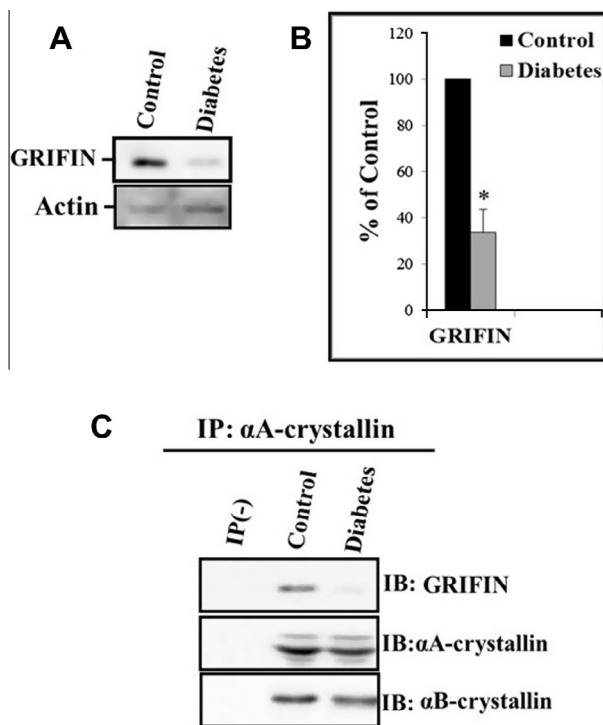 A
Control
Diabetes
GRIFIN
Actin
B
Control
Diabetes
% of Control
120
100
80
60
40
20
0
*
GRIFIN
C
IP: αA-crystallin
IP(-)
Control
Diabetes
IB: GRIFIN
IB:αA-crystallin
IB: αB-crystallin